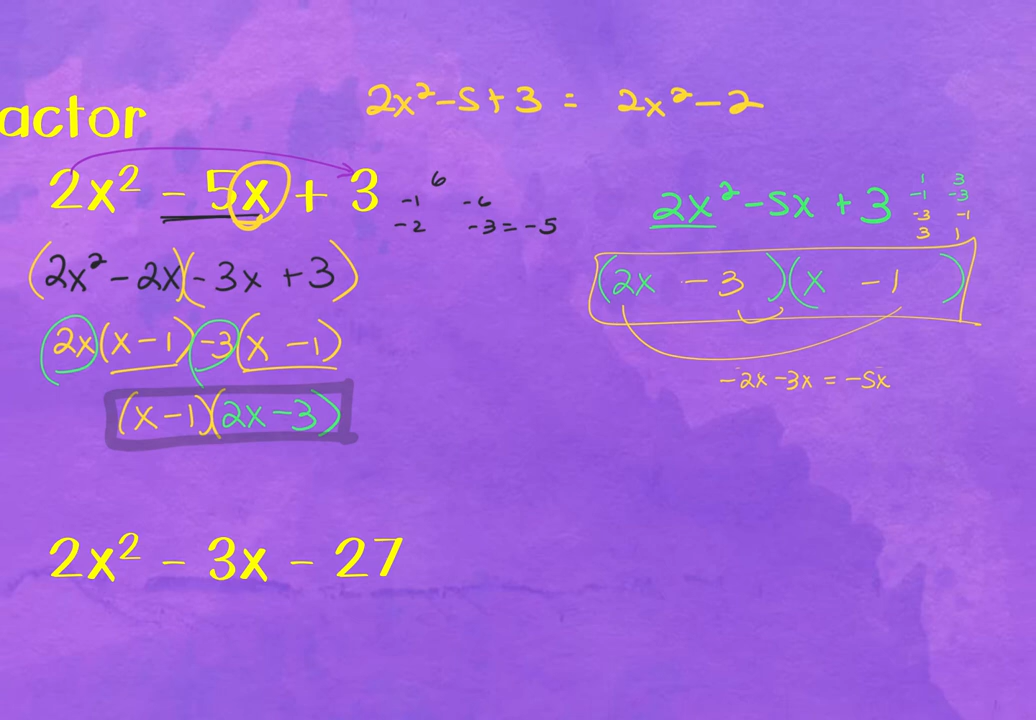 actor
2x² - 5 + 3 = 2x² - 2
2x² - 5x + 3
6
-1 -6
-2 -3 = -5
(2x² - 2x)(-3x + 3)
2x(x - 1) -3(x - 1)
(x - 1)(2x - 3)
2x² - 5x + 3
1 3
-1 -3
-3 -1
3 1
(2x - 3)(x - 1)
-2x - 3x = -5x
2x² - 3x - 27